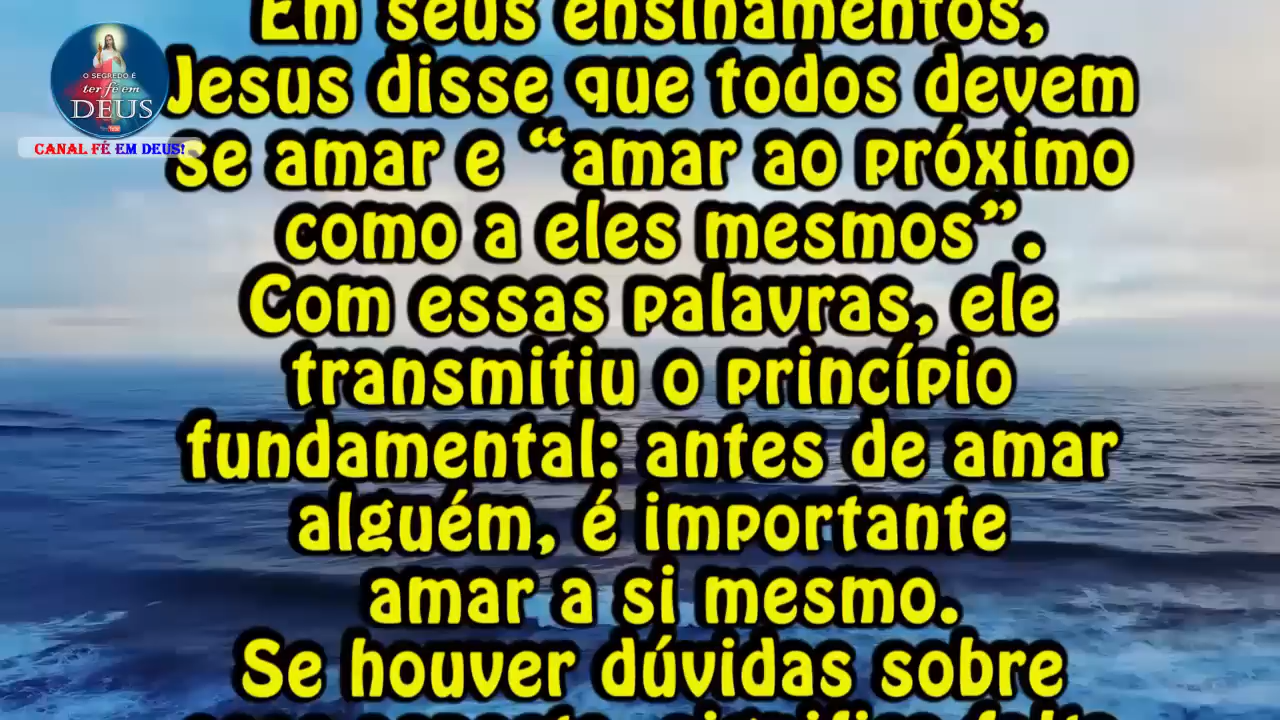 O SEGREDO É
ter fé em
DEUS
CANAL FÉ EM DEUS!
Em seus ensinamentos,
Jesus disse que todos devem
se amar e “amar ao próximo
como a eles mesmos”.
Com essas palavras, ele
transmitiu o princípio
fundamental: antes de amar
alguém, é importante
amar a si mesmo.
Se houver dúvidas sobre